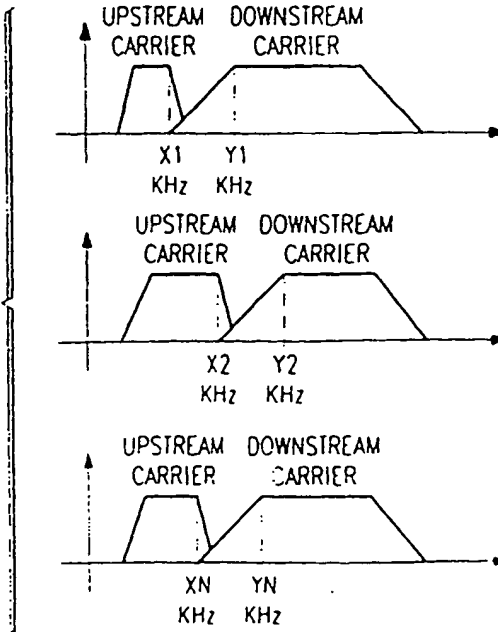 UPSTREAM DOWNSTREAM
CARRIER CARRIER
X1 Y1
KHz KHz
UPSTREAM DOWNSTREAM
CARRIER CARRIER
X2 Y2
KHz KHz
UPSTREAM DOWNSTREAM
CARRIER CARRIER
XN YN
KHz KHz